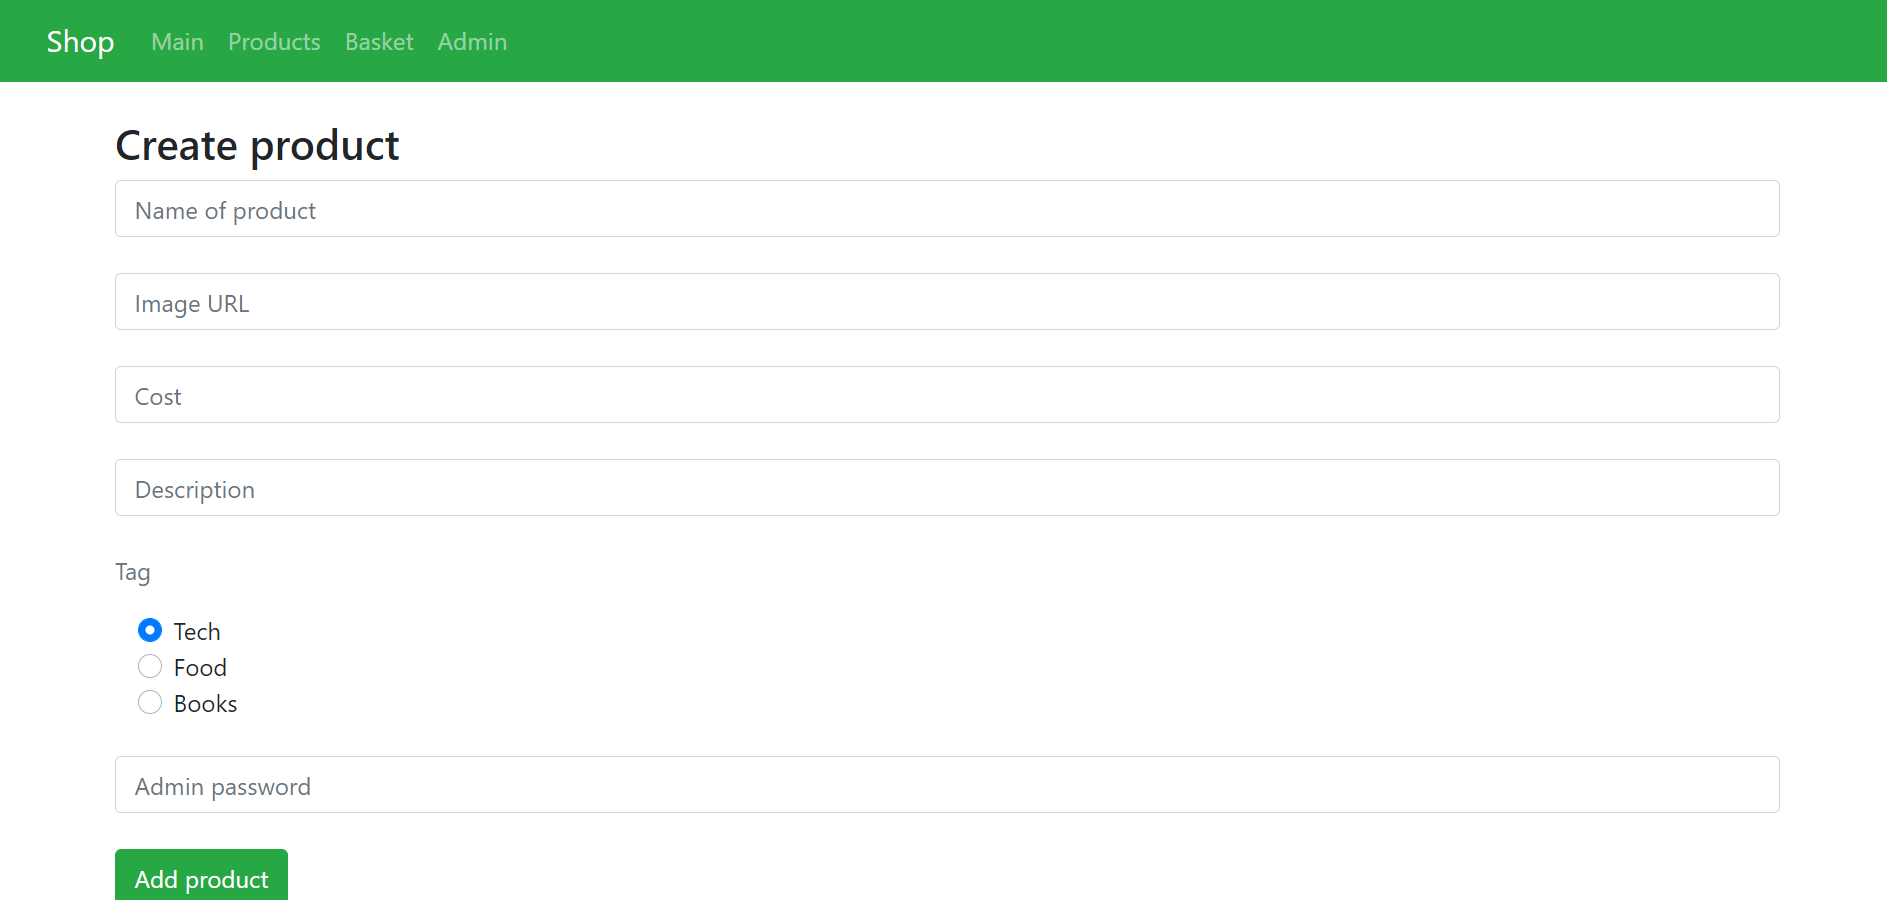 Shop Main Products Basket Admin
Create product
Name of product
Image URL
Cost
Description
Tag
Tech
Food
Books
Admin password
Add product